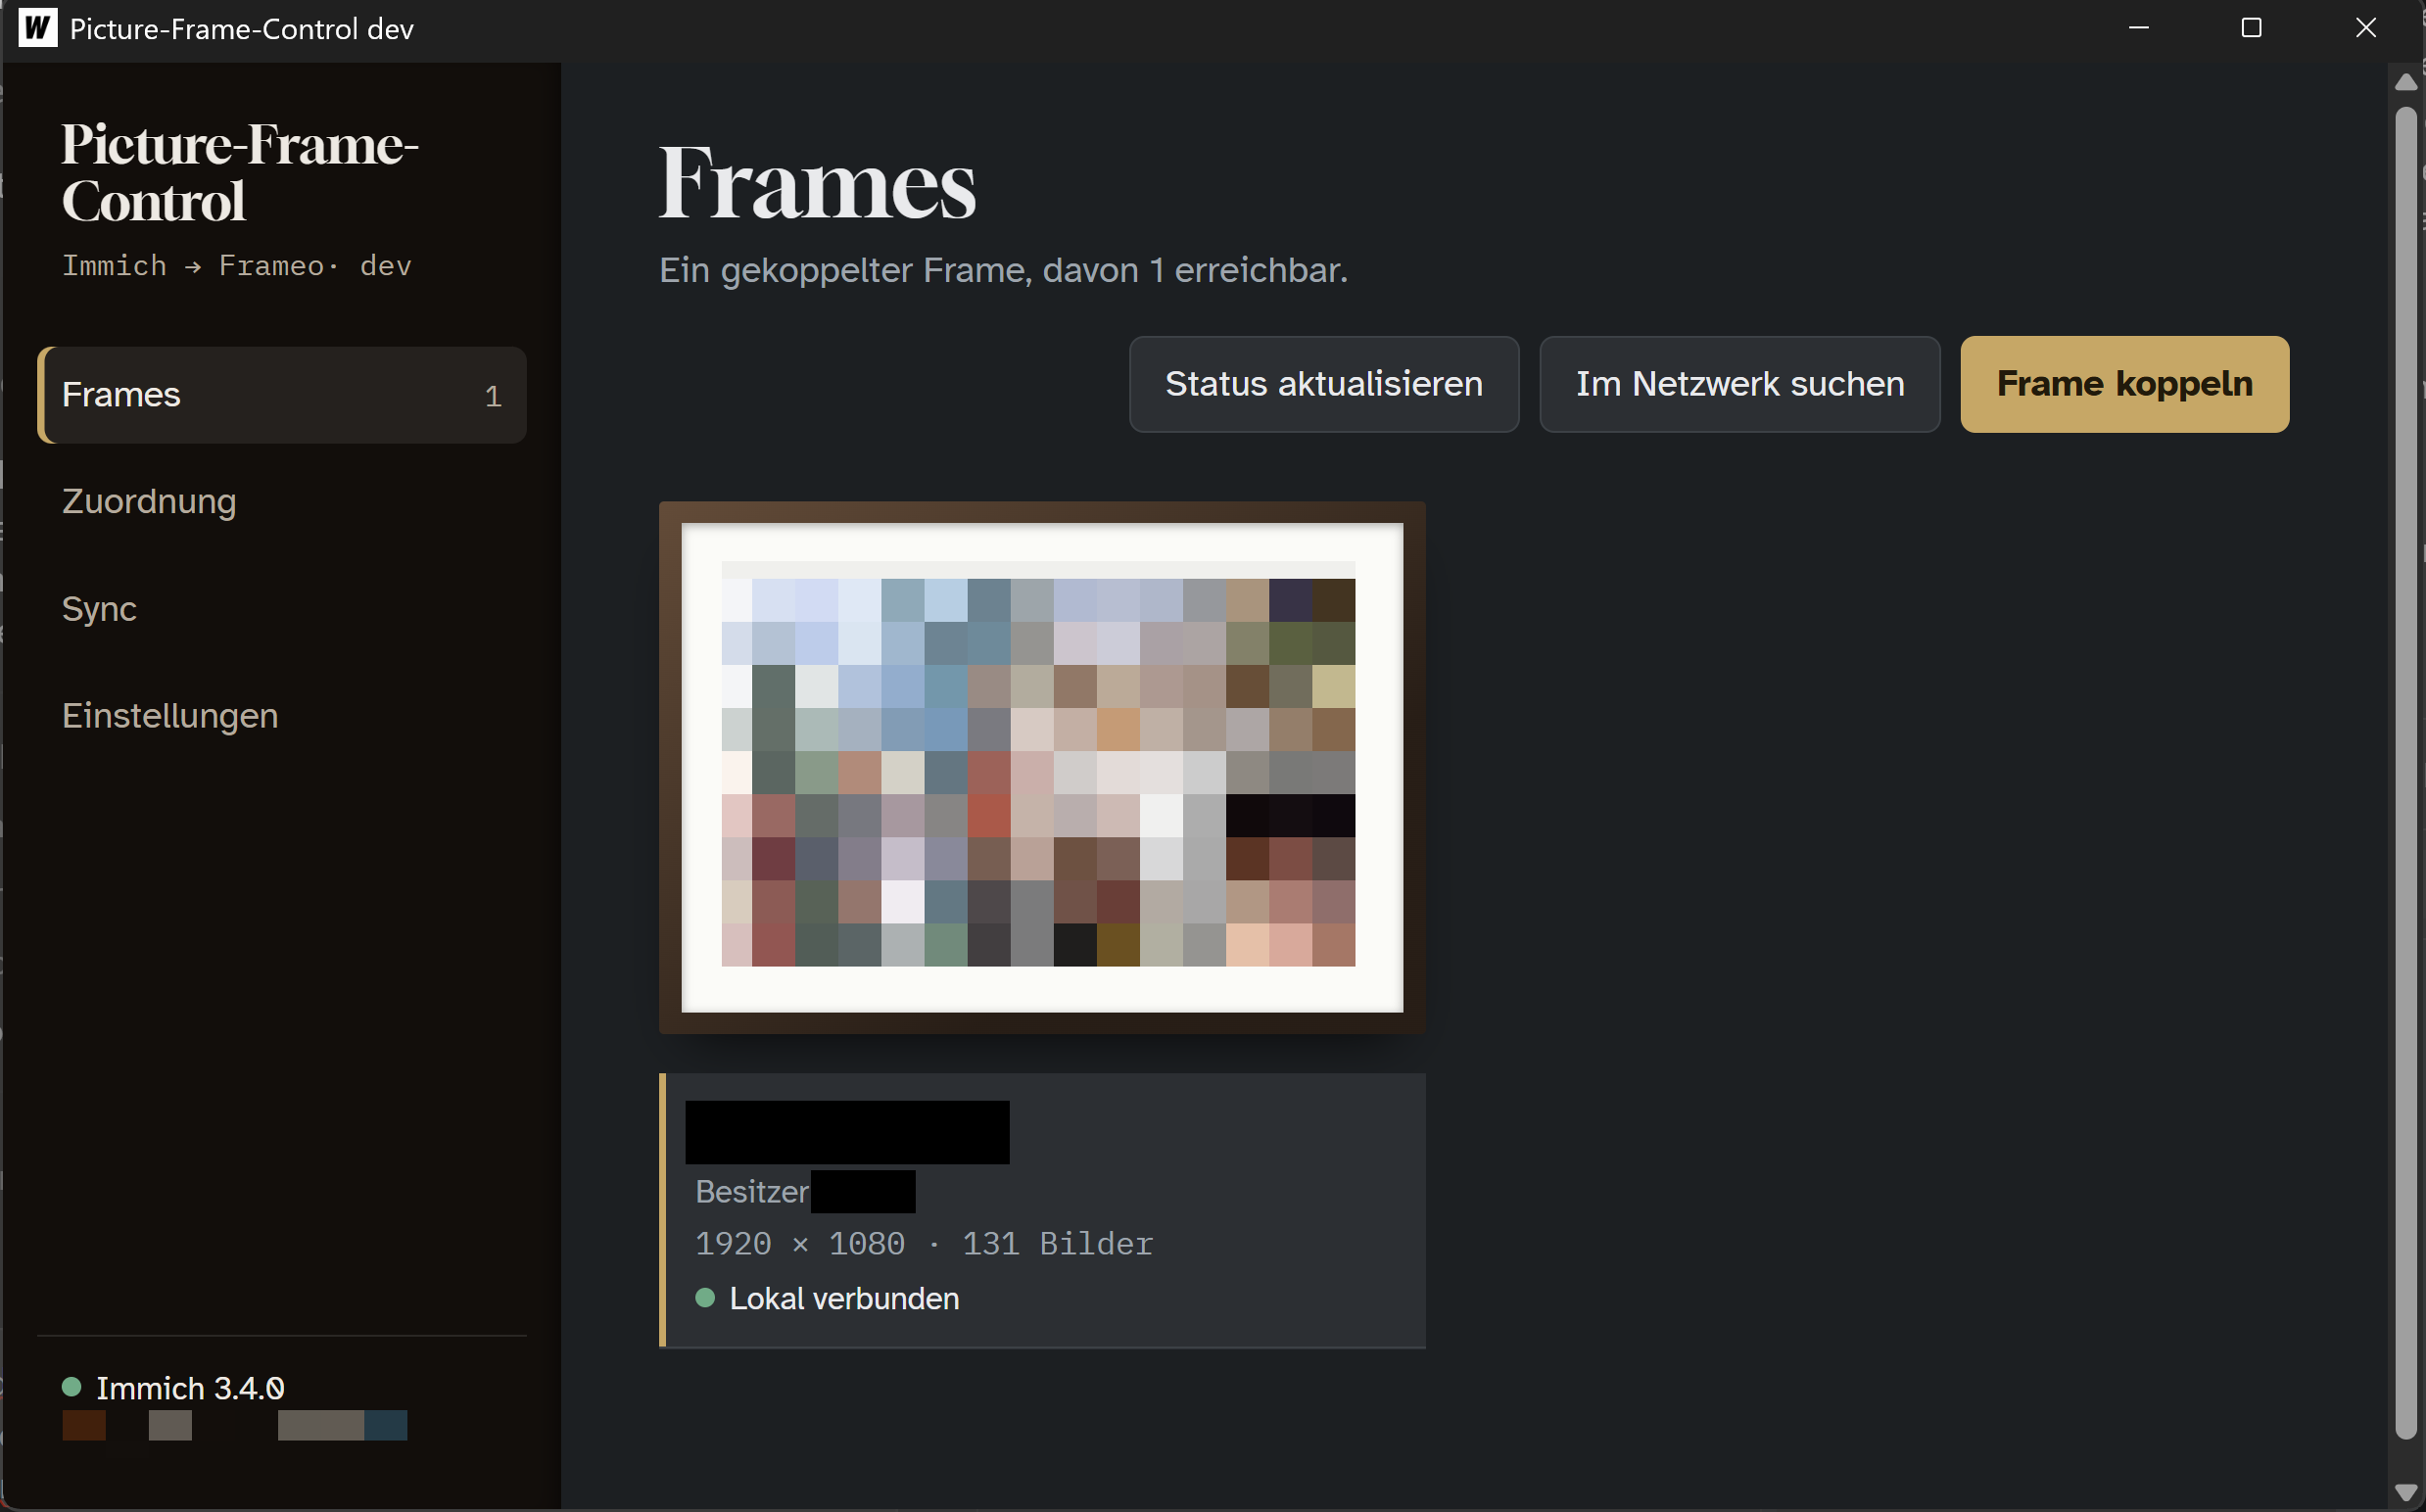 W Picture-Frame-Control dev
Picture-Frame-
Control
Immich → Frameo· dev
Frames 1
Zuordnung
Sync
Einstellungen
Immich 3.4.0
Frames
Ein gekoppelter Frame, davon 1 erreichbar.
Status aktualisieren
Im Netzwerk suchen
Frame koppeln
Besitzer
1920 × 1080 · 131 Bilder
Lokal verbunden